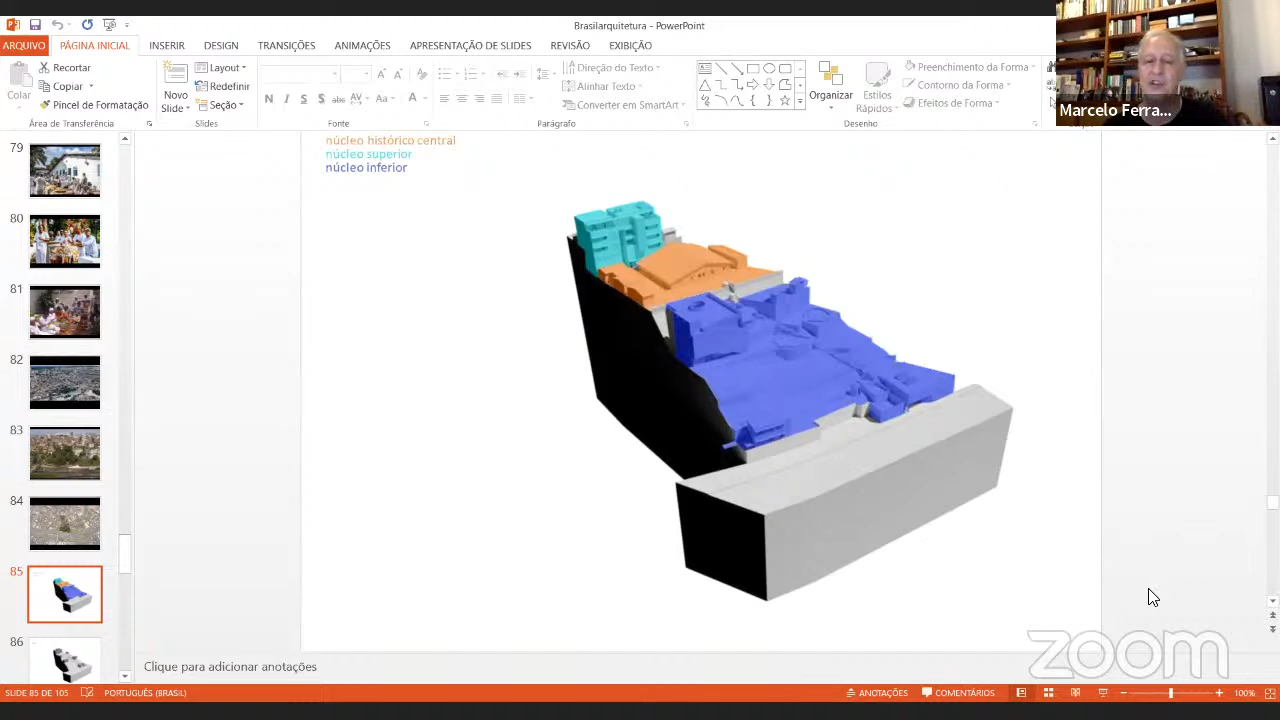 Brasilarquitetura - PowerPoint
ARQUIVO
PÁGINA INICIAL
INSERIR
DESIGN
TRANSIÇÕES
ANIMAÇÕES
APRESENTAÇÃO DE SLIDES
REVISÃO
EXIBIÇÃO
Colar
Recortar
Copiar
Pincel de Formatação
Área de Transferência
Novo
Slide
Layout
Redefinir
Seção
Slides
N I S S abc AV Aa A
Fonte
Direção do Texto
Alinhar Texto
Converter em SmartArt
Parágrafo
Organizar
Estilos
Rápidos
Preenchimento da Forma
Contorno da Forma
Efeitos de Forma
Desenho
Marcelo Ferra...
79
80
81
82
83
84
85
86
núcleo histórico central
núcleo superior
núcleo inferior
Clique para adicionar anotações
zoom
SLIDE 85 DE 105
PORTUGUÊS (BRASIL)
ANOTAÇÕES
COMENTÁRIOS
100%